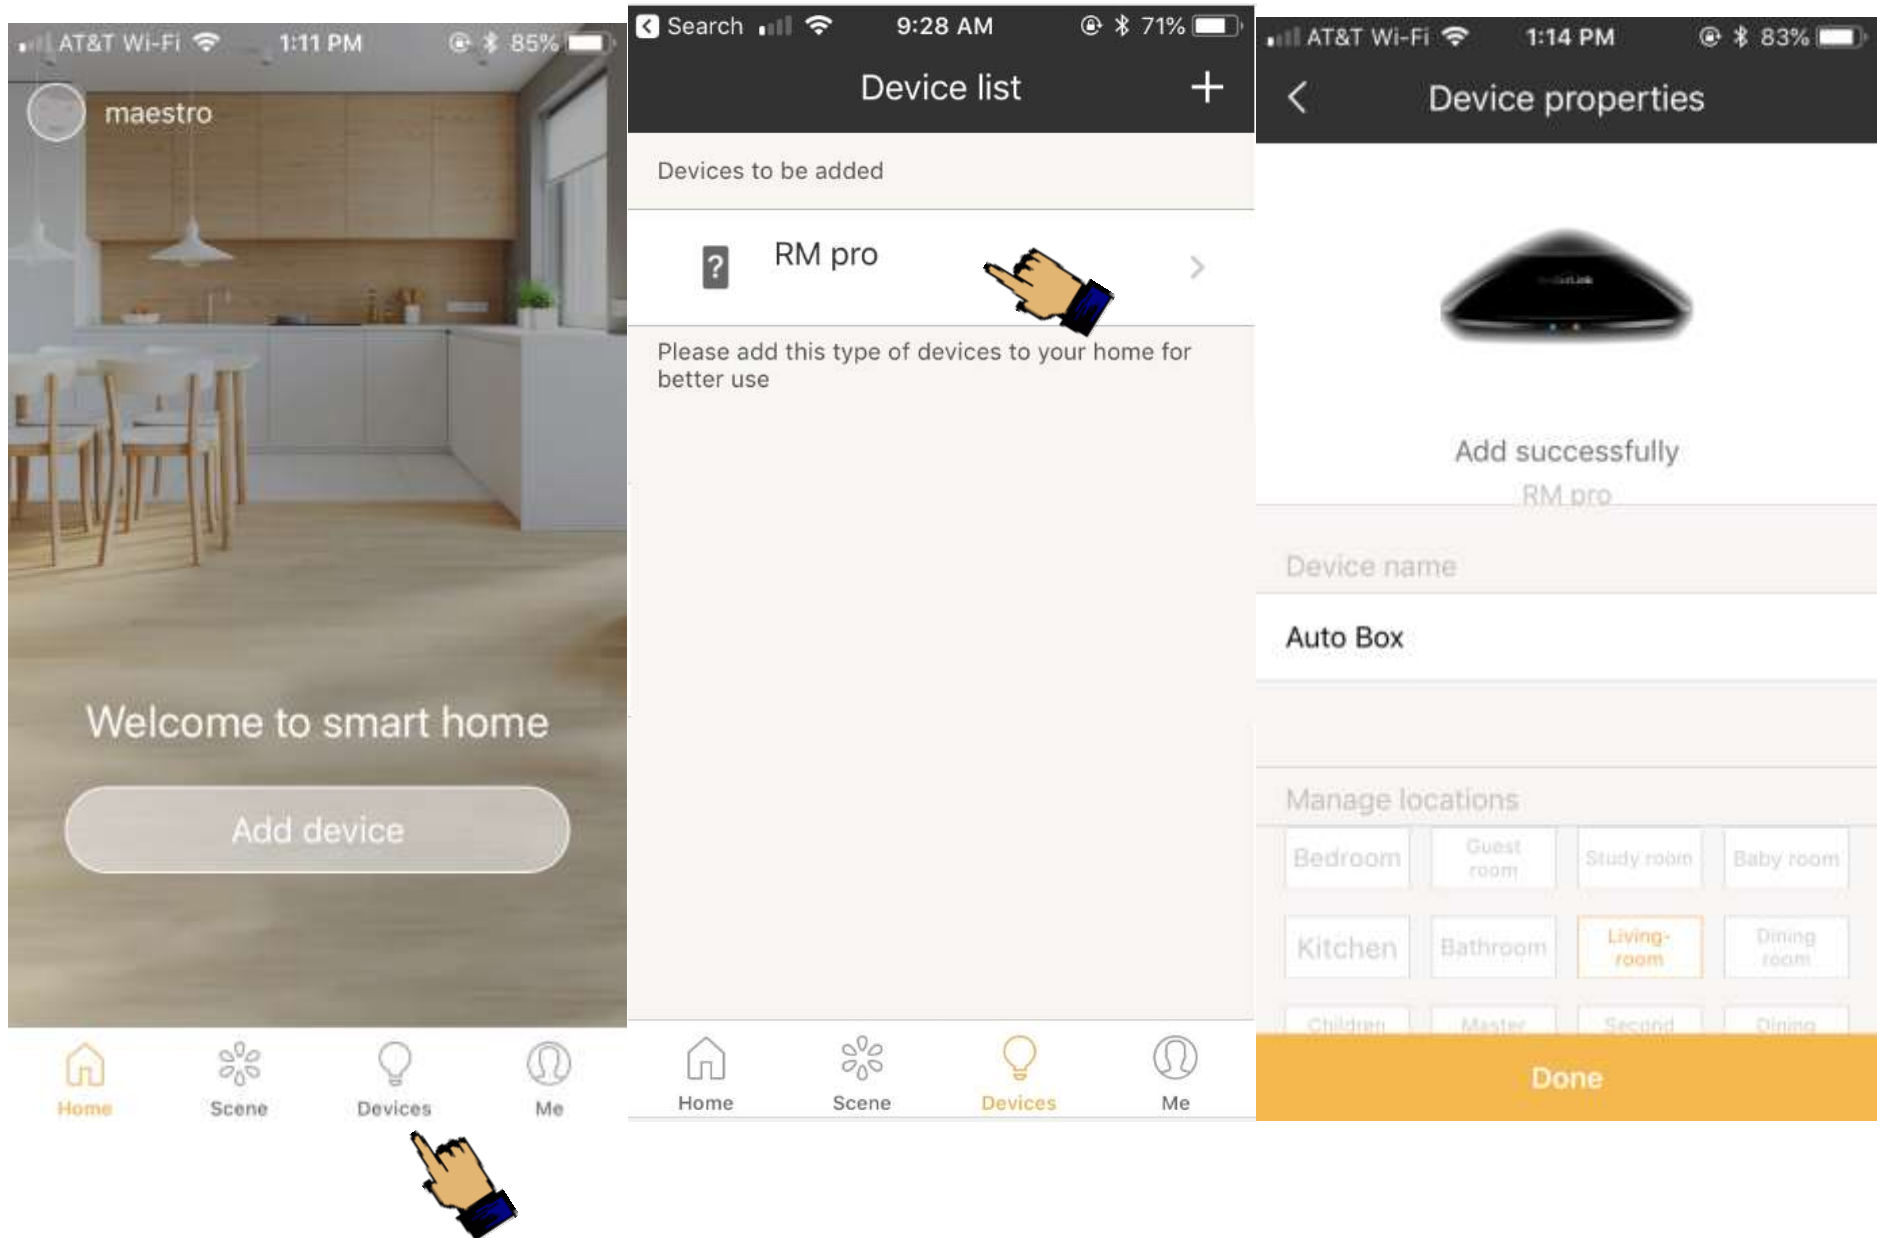 AT&T Wi-Fi 1:11 PM 85%
maestro
Welcome to smart home
Add device
Home Scene Devices Me
Search 9:28 AM 71%
Device list +
Devices to be added
? RM pro
Please add this type of devices to your home for
better use
Home Scene Devices Me
AT&T Wi-Fi 1:14 PM 83%
Device properties
Add successfully
RM pro
Device name
Auto Box
Manage locations
Bedroom Guest room Study room Baby room
Kitchen Bathroom Living-room Dining room
Children Master Second Dining
Done